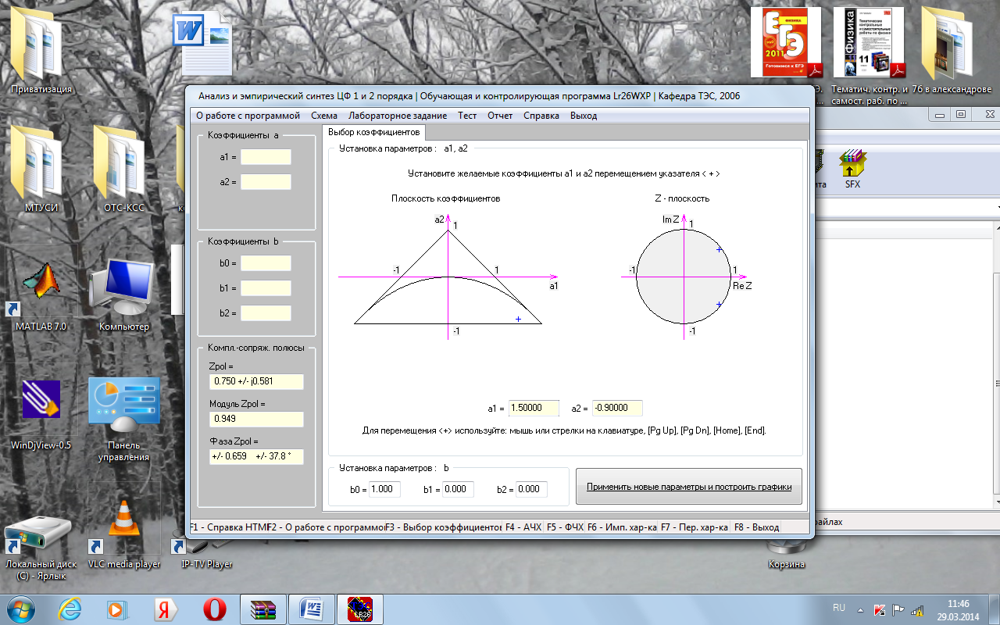 Приватизация
МТУСИ
ОТС-КСС
MATLAB 7.0
Компьютер
WinDjView-0.5
Панель
управления
Локальный диск
(C) - Ярлык
VLC media player
IP-TV Player
Корзина
ФИЗИКА
ЕГЭ
2011
Готовимся к ЕГЭ
Физика
11
Тематич. контр. и
самост. раб. по ...
7б в александрове
SFX
Анализ и эмпирический синтез ЦФ 1 и 2 порядка | Обучающая и контролирующая программа Lr26WXP | Кафедра ТЭС, 2006
О работе с программой Схема Лабораторное задание Тест Отчет Справка Выход
Коэффициенты a
a1 =
a2 =
Коэффициенты b
b0 =
b1 =
b2 =
Компл.-сопряж. полюсы
Zpol =
0.750 +/- j0.581
Модуль Zpol =
0.949
Фаза Zpol =
+/- 0.659 +/- 37.8 °
Выбор коэффициентов
Установка параметров : a1, a2
Установите желаемые коэффициенты a1 и a2 перемещением указателя < + >
Плоскость коэффициентов
a2
1
-1
1
a1
-1
Z - плоскость
Im Z
1
-1
1
Re Z
-1
a1 = 1.50000 a2 = -0.90000
Для перемещения <+> используйте: мышь или стрелки на клавиатуре, [Pg Up], [Pg Dn], [Home], [End].
Установка параметров : b
b0 = 1.000 b1 = 0.000 b2 = 0.000
Применить новые параметры и построить графики
F1 - Справка HTM F2 - О работе с программой F3 - Выбор коэффициентов F4 - АЧХ F5 - ФЧХ F6 - Имп. хар-ка F7 - Пер. хар-ка F8 - Выход
айлах
RU
11:46
29.03.2014